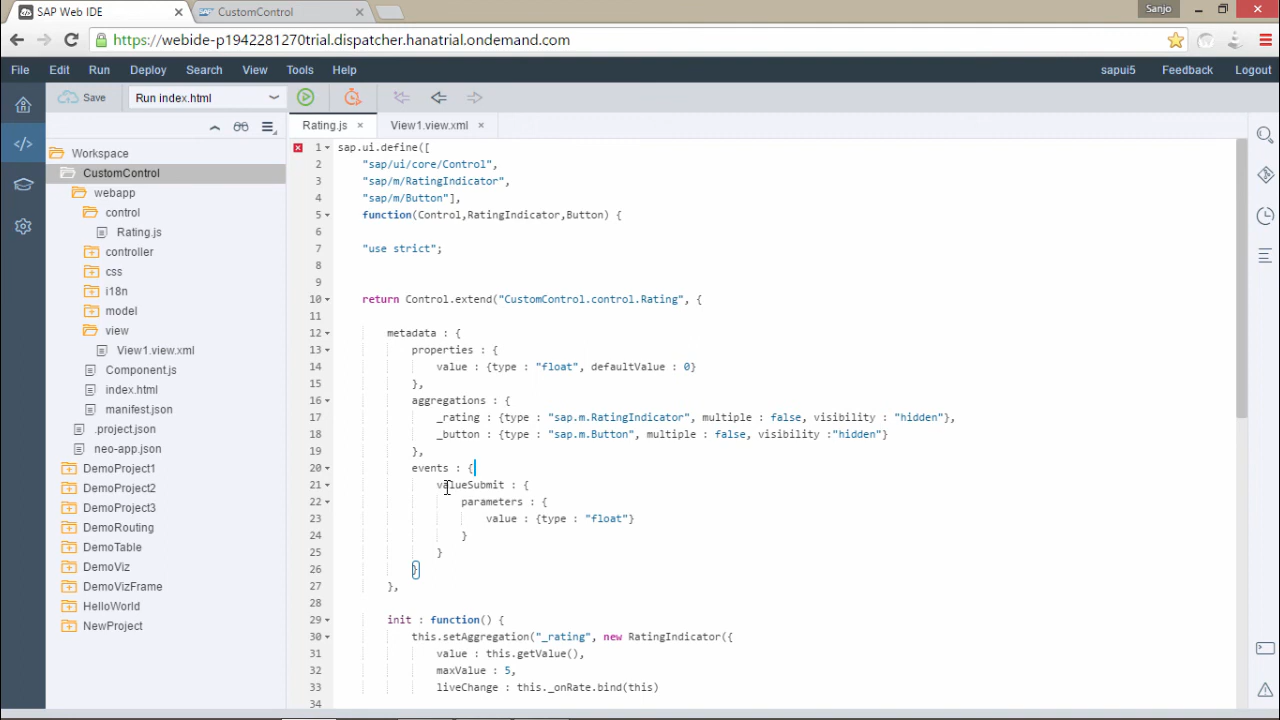 SAP Web IDE
CustomControl
Sanjo
https://webide-p1942281270trial.dispatcher.hanatrial.ondemand.com
File Edit Run Deploy Search View Tools Help
sapui5 Feedback Logout
Save
Run index.html
Rating.js
View1.view.xml
Workspace
CustomControl
webapp
control
Rating.js
controller
css
i18n
model
view
View1.view.xml
Component.js
index.html
manifest.json
.project.json
neo-app.json
DemoProject1
DemoProject2
DemoProject3
DemoRouting
DemoTable
DemoViz
DemoVizFrame
HelloWorld
NewProject
1 sap.ui.define([
2 "sap/ui/core/Control",
3 "sap/m/RatingIndicator",
4 "sap/m/Button"],
5 function(Control,RatingIndicator,Button) {
6
7 "use strict";
8
9
10 return Control.extend("CustomControl.control.Rating", {
11
12 metadata : {
13 properties : {
14 value : {type : "float", defaultValue : 0}
15 },
16 aggregations : {
17 _rating : {type : "sap.m.RatingIndicator", multiple : false, visibility : "hidden"},
18 _button : {type : "sap.m.Button", multiple : false, visibility :"hidden"}
19 },
20 events : {
21 valueSubmit : {
22 parameters : {
23 value : {type : "float"}
24 }
25 }
26 }
27 },
28
29 init : function() {
30 this.setAggregation("_rating", new RatingIndicator({
31 value : this.getValue(),
32 maxValue : 5,
33 liveChange : this._onRate.bind(this)
34